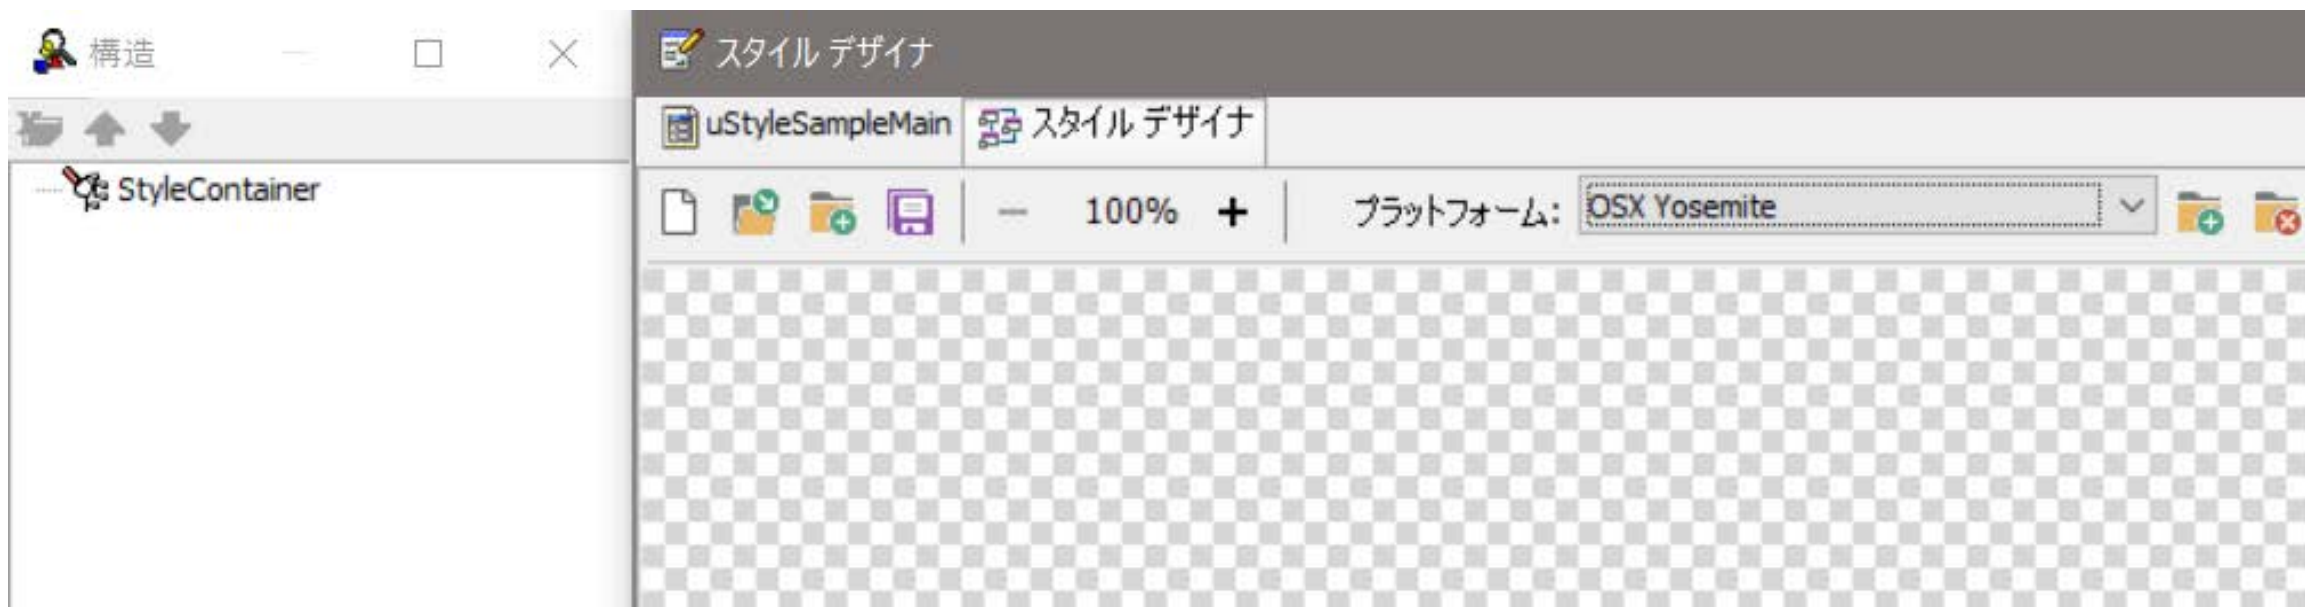 構造
スタイル デザイナ
uStyleSampleMain スタイル デザイナ
StyleContainer
100% プラットフォーム: OSX Yosemite